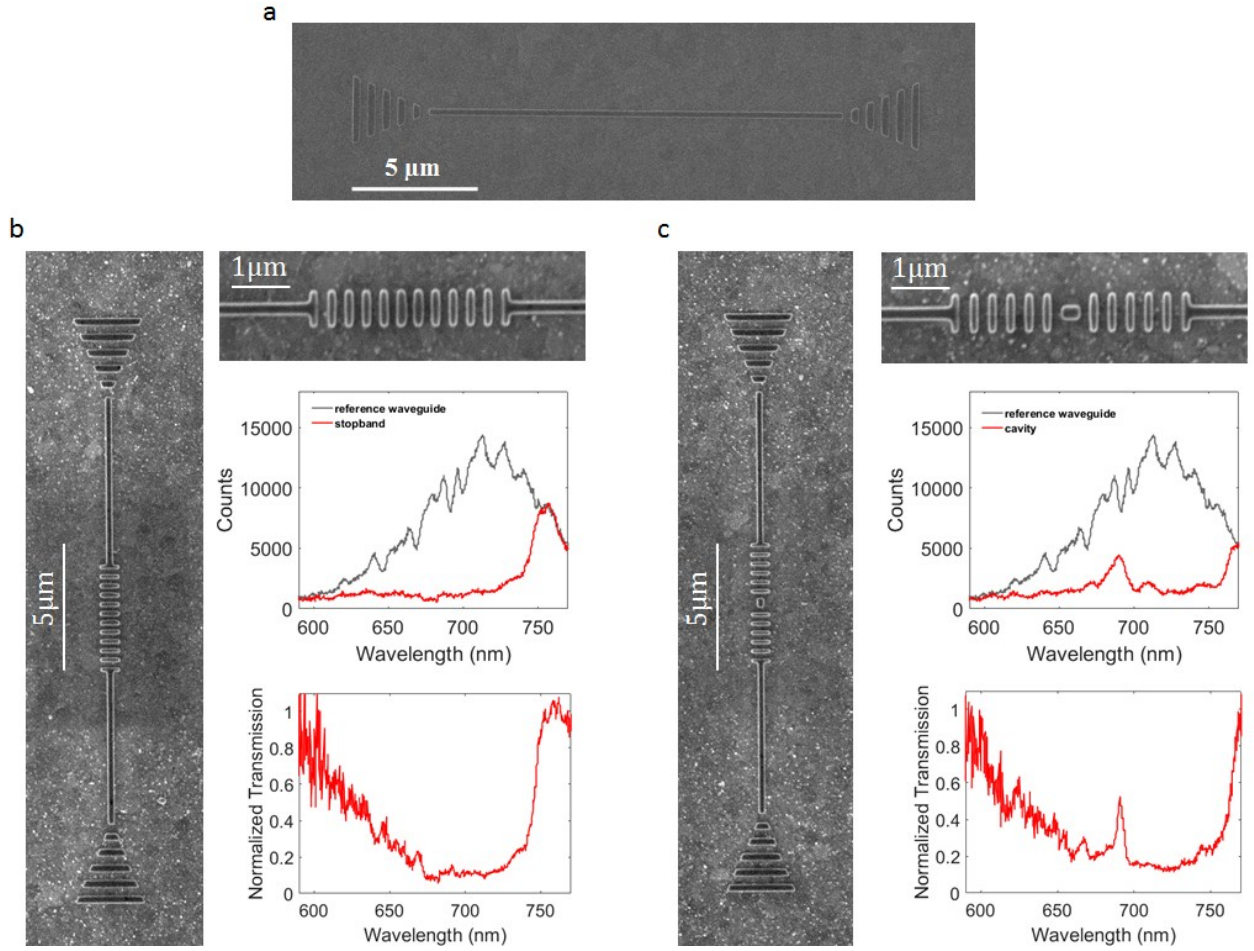 a
5 μm
b
1μm
5μm
reference waveguide
stopband
15000
10000
5000
0
Counts
600 650 700 750
Wavelength (nm)
1
0.8
0.6
0.4
0.2
0
Normalized Transmission
600 650 700 750
Wavelength (nm)
c
1μm
5μm
reference waveguide
cavity
15000
10000
5000
0
Counts
600 650 700 750
Wavelength (nm)
1
0.8
0.6
0.4
0.2
0
Normalized Transmission
600 650 700 750
Wavelength (nm)